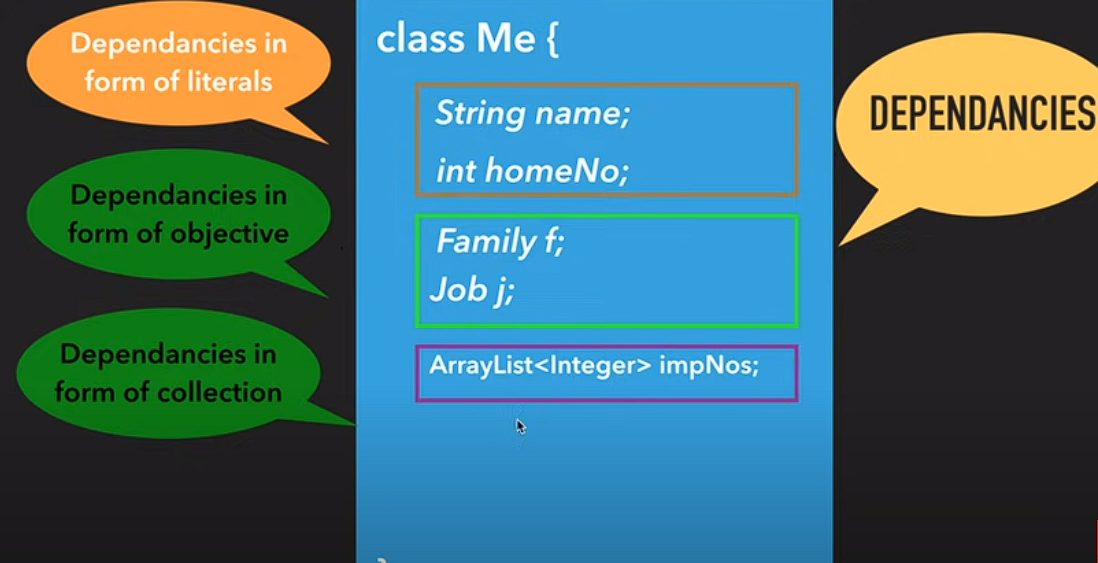 Dependancies in
form of literals
Dependancies in
form of objective
Dependancies in
form of collection
class Me {
String name;
int homeNo;
Family f;
Job j;
ArrayList<Integer> impNos;
DEPENDANCIES